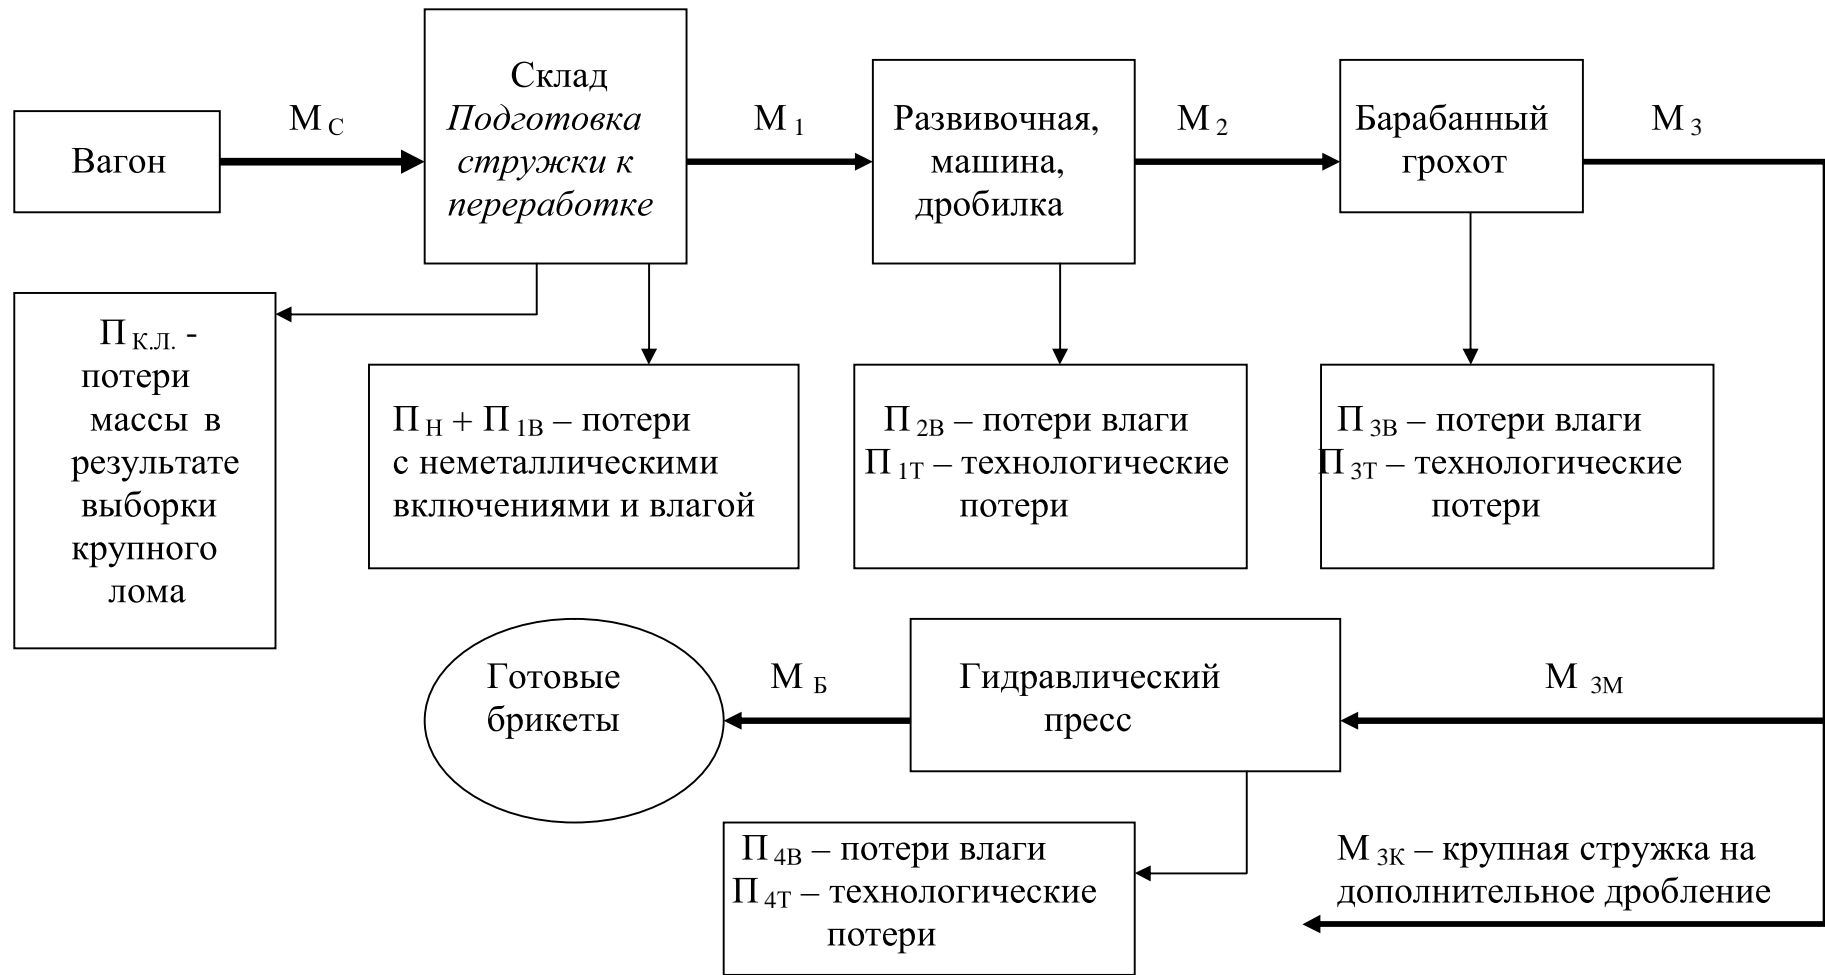 Вагон
М С
Склад
Подготовка
стружки к
переработке
М 1
Развивочная,
машина,
дробилка
М 2
Барабанный
грохот
М 3
П К.Л. -
потери
массы в
результате
выборки
крупного
лома
П Н + П 1В – потери
с неметаллическими
включениями и влагой
П 2В – потери влаги
П 1Т – технологические
потери
П 3В – потери влаги
П 3Т – технологические
потери
Готовые
брикеты
М Б
Гидравлический
пресс
М 3М
П 4В – потери влаги
П 4Т – технологические
потери
М 3К – крупная стружка на
дополнительное дробление